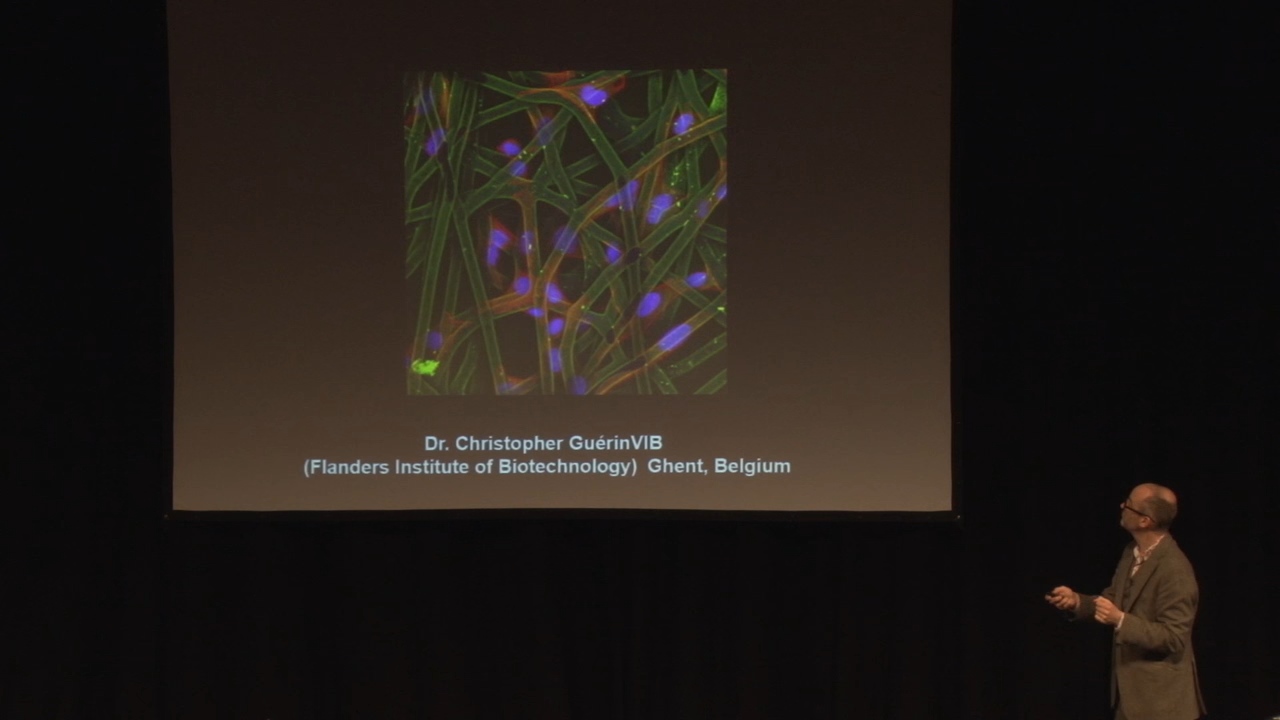 Dr. Christopher GuérinVIB
(Flanders Institute of Biotechnology) Ghent, Belgium